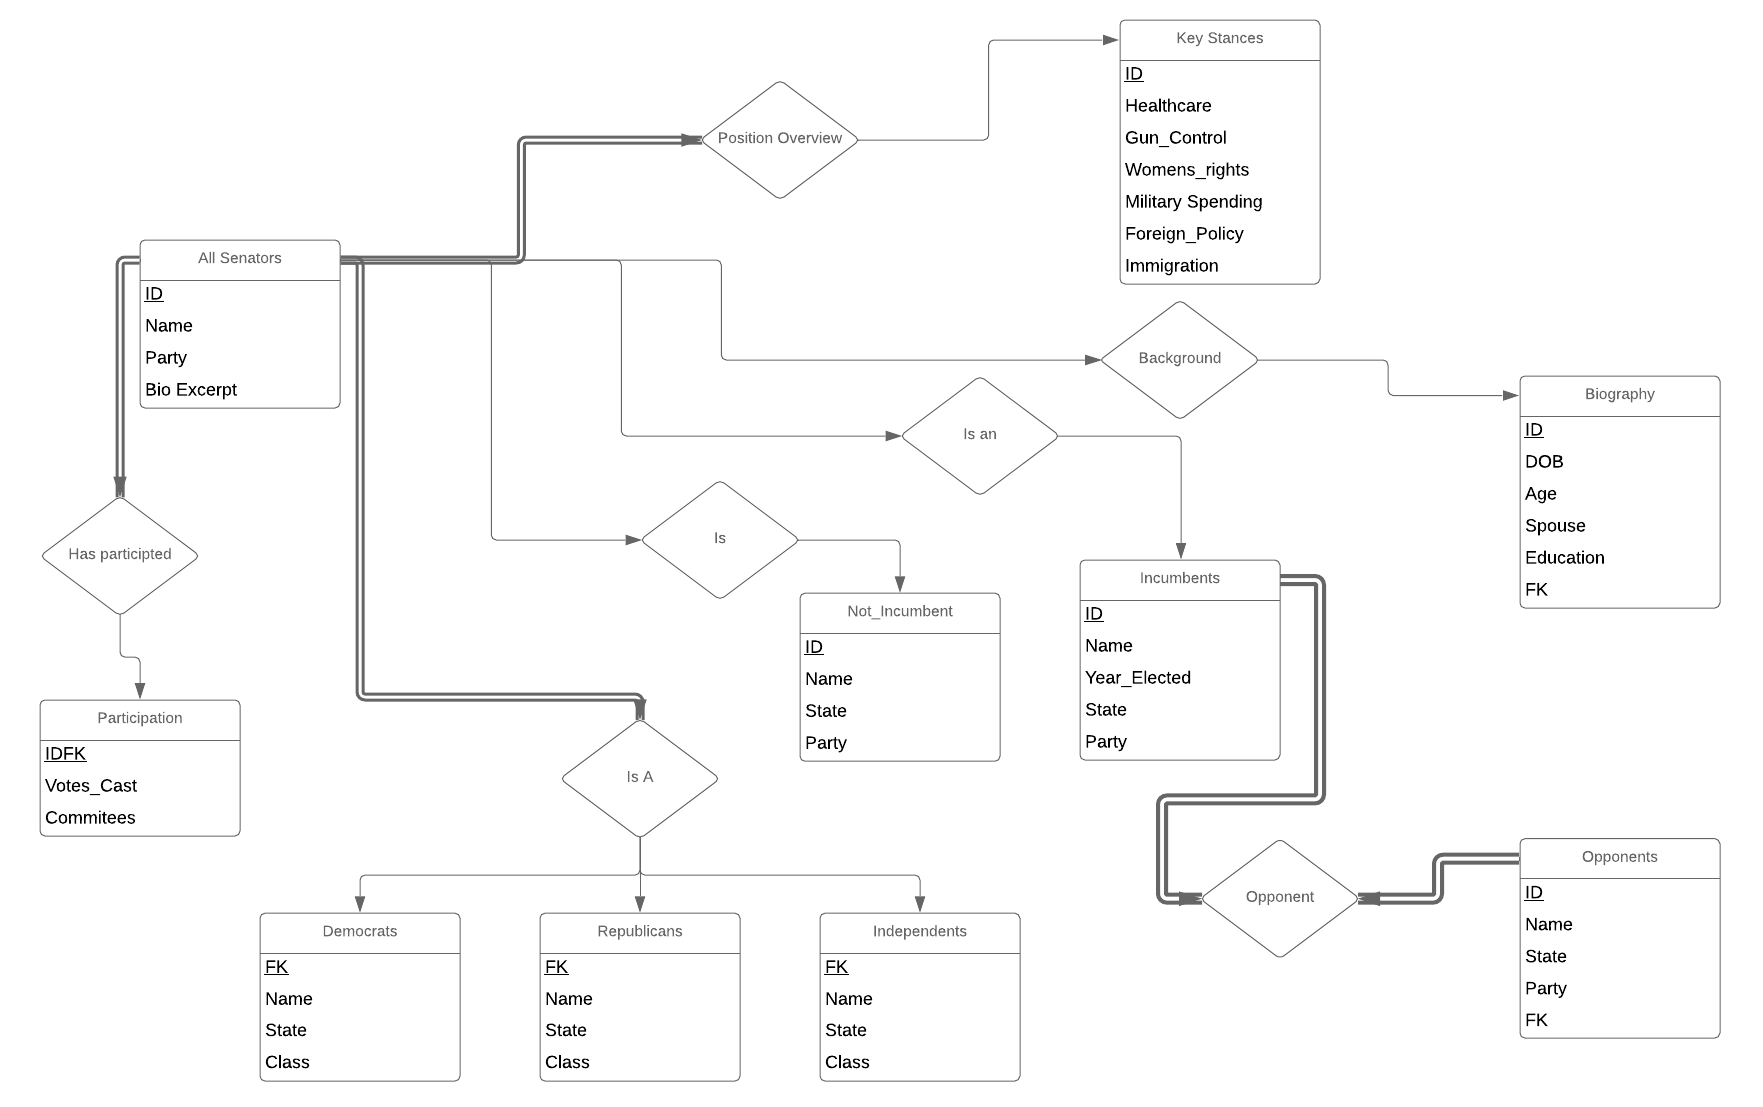 Key Stances
ID
Healthcare
Gun_Control
Womens_rights
Military Spending
Foreign_Policy
Immigration
Position Overview
All Senators
ID
Name
Party
Bio Excerpt
Background
Biography
ID
DOB
Age
Spouse
Education
FK
Is an
Is
Has participted
Incumbents
ID
Name
Year_Elected
State
Party
Not_Incumbent
ID
Name
State
Party
Participation
IDFK
Votes_Cast
Commitees
Is A
Opponent
Opponents
ID
Name
State
Party
FK
Democrats
FK
Name
State
Class
Republicans
FK
Name
State
Class
Independents
FK
Name
State
Class